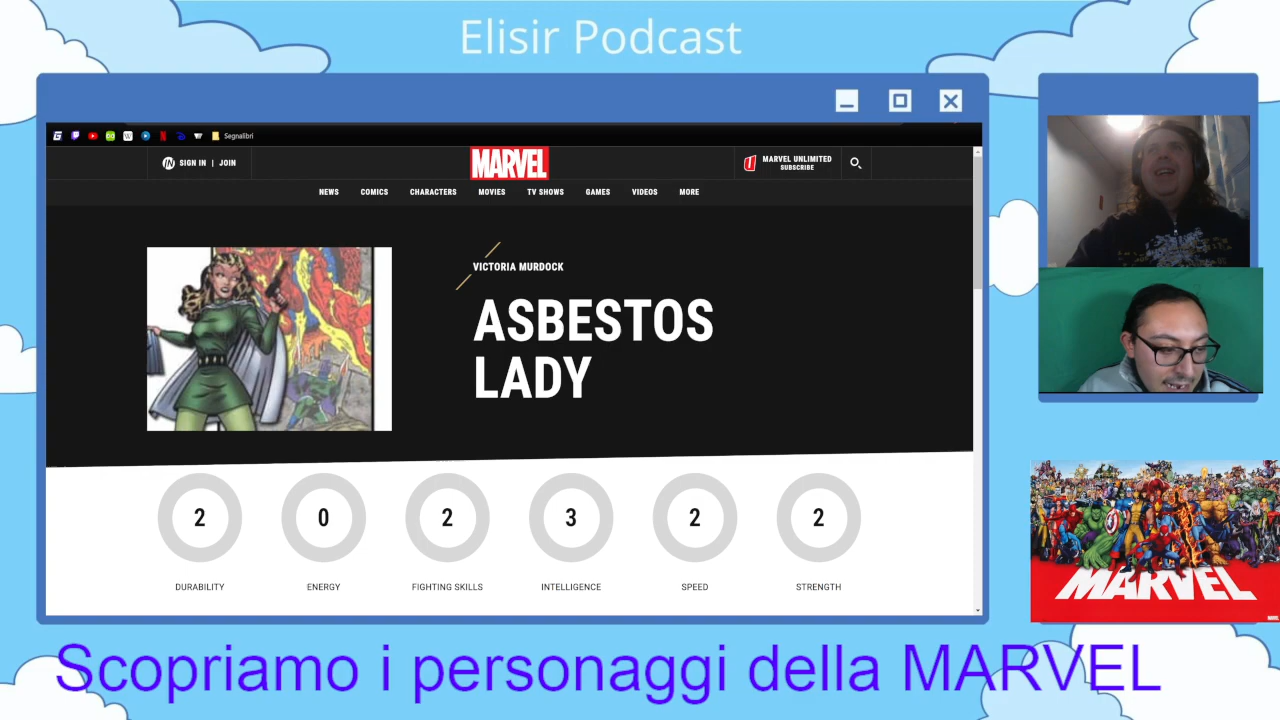 Elisir Podcast
Segnalibri
SIGN IN | JOIN
MARVEL
MARVEL UNLIMITED
SUBSCRIBE
NEWS COMICS CHARACTERS MOVIES TV SHOWS GAMES VIDEOS MORE
VICTORIA MURDOCK
ASBESTOS
LADY
2 0 2 3 2 2
DURABILITY ENERGY FIGHTING SKILLS INTELLIGENCE SPEED STRENGTH
MARVEL
Scopriamo i personaggi della MARVEL